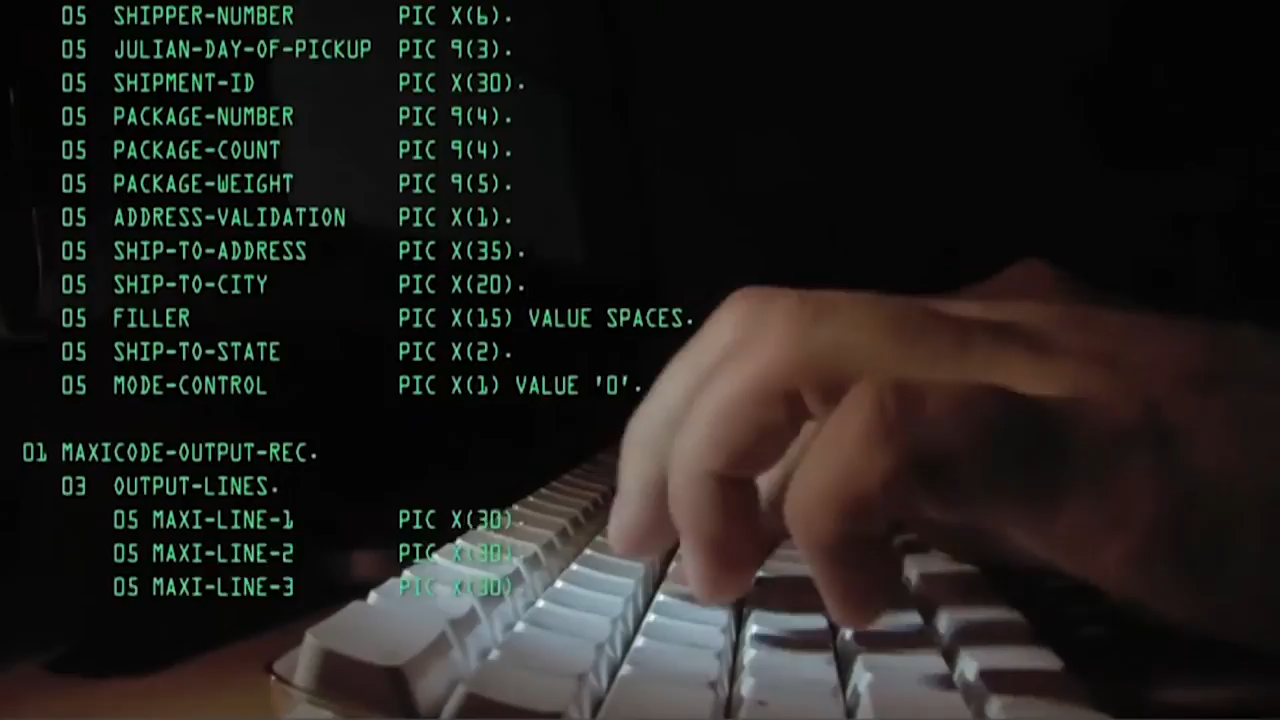 05 SHIPPER-NUMBER PIC X(6).
05 JULIAN-DAY-OF-PICKUP PIC 9(3).
05 SHIPMENT-ID PIC X(30).
05 PACKAGE-NUMBER PIC 9(4).
05 PACKAGE-COUNT PIC 9(4).
05 PACKAGE-WEIGHT PIC 9(5).
05 ADDRESS-VALIDATION PIC X(1).
05 SHIP-TO-ADDRESS PIC X(35).
05 SHIP-TO-CITY PIC X(20).
05 FILLER PIC X(15) VALUE SPACES.
05 SHIP-TO-STATE PIC X(2).
05 MODE-CONTROL PIC X(1) VALUE '0'.
01 MAXICODE-OUTPUT-REC.
03 OUTPUT-LINES.
05 MAXI-LINE-1 PIC X(30).
05 MAXI-LINE-2 PIC X(30).
05 MAXI-LINE-3 PIC X(30)